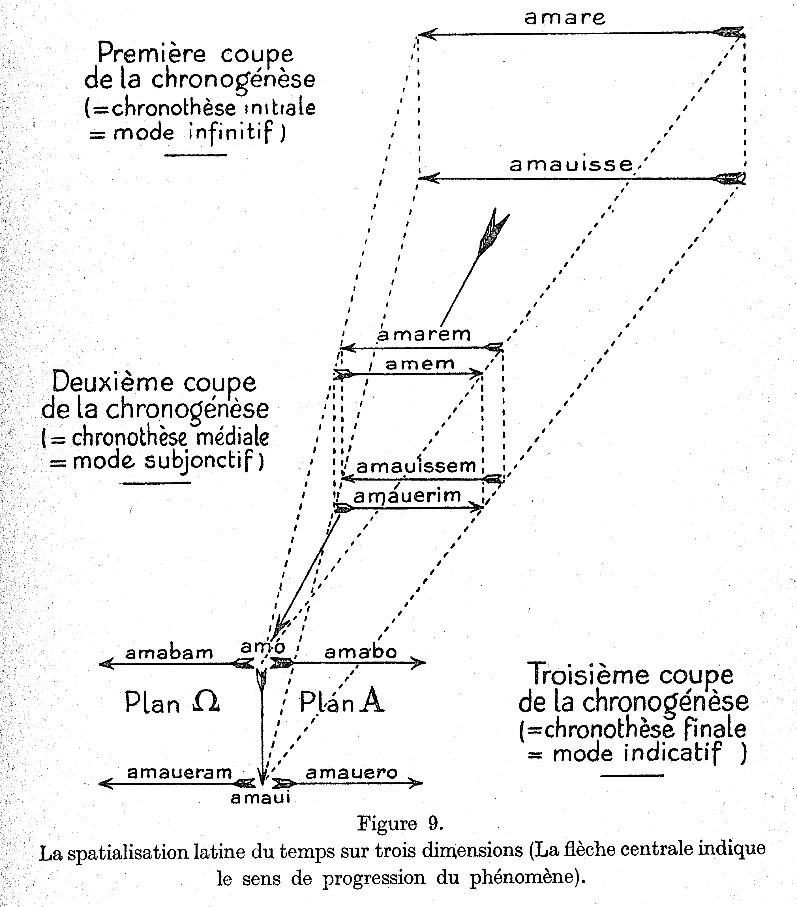 amare
Première coupe
de la chronogénèse
(=chronothèse initiale
= mode infinitif)
amauisse
amarem
amem
Deuxième coupe
de la chronogénèse
(= chronothèse médiale
= mode subjonctif)
amauissem
amauerim
amabam
amo
amabo
Plan Ω
Plan A
Troisième coupe
de la chronogénèse
(=chronothèse finale
= mode indicatif )
amaueram
amauero
amaui
Figure 9.
La spatialisation latine du temps sur trois dimensions (La flèche centrale indique
le sens de progression du phénomène).